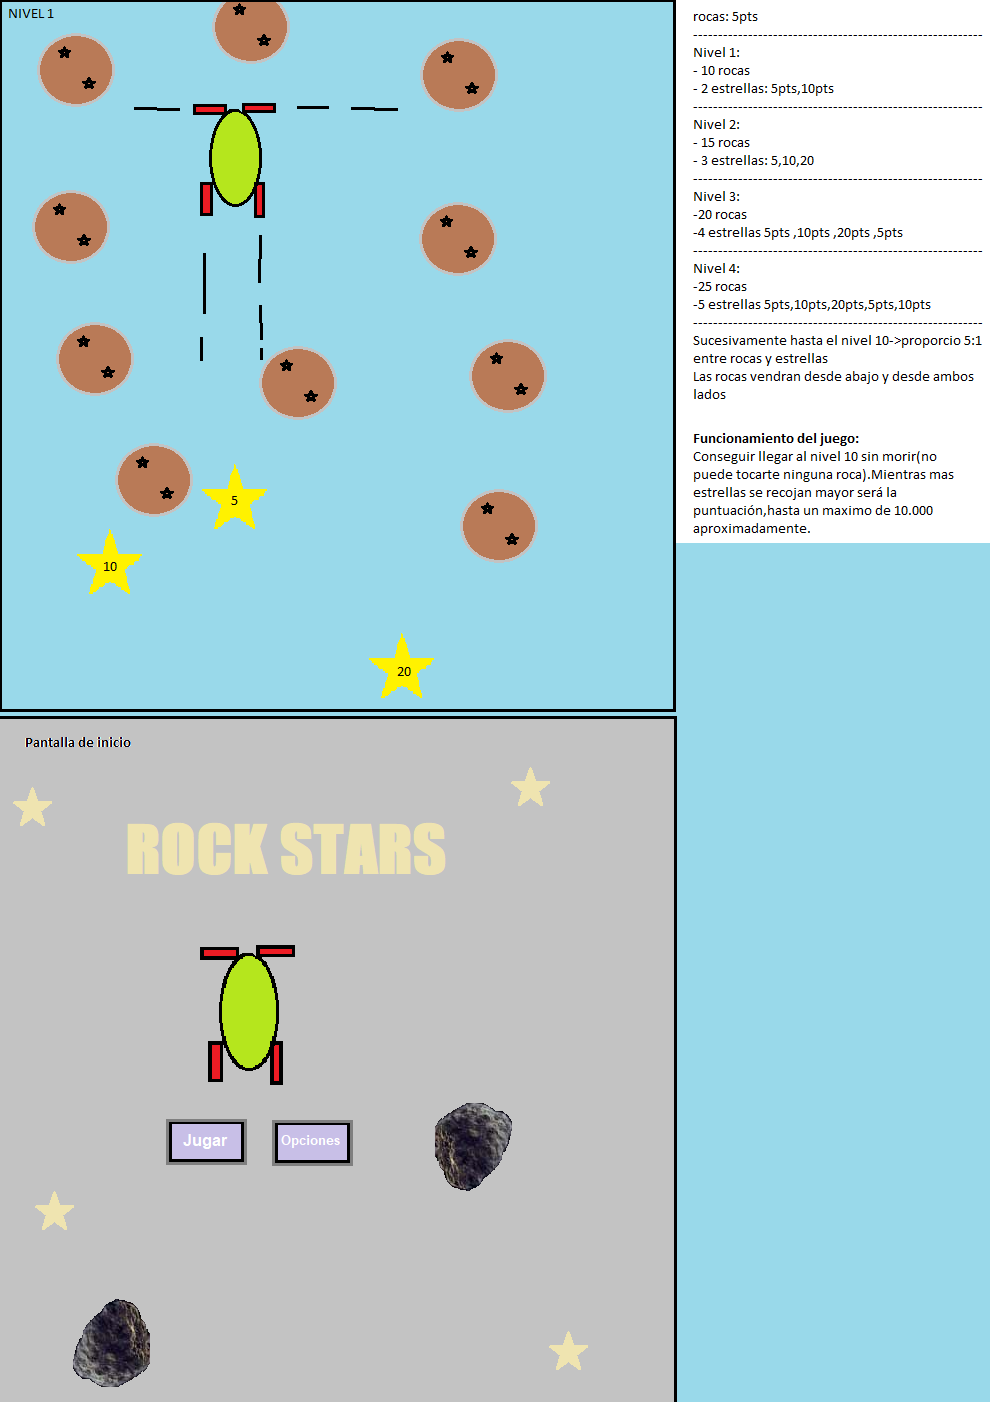 NIVEL 1
5
10
20
rocas: 5pts
----------------------------------------------------------
Nivel 1:
- 10 rocas
- 2 estrellas: 5pts,10pts
----------------------------------------------------------
Nivel 2:
- 15 rocas
- 3 estrellas: 5,10,20
----------------------------------------------------------
Nivel 3:
-20 rocas
-4 estrellas 5pts ,10pts ,20pts ,5pts
----------------------------------------------------------
Nivel 4:
-25 rocas
-5 estrellas 5pts,10pts,20pts,5pts,10pts
----------------------------------------------------------
Sucesivamente hasta el nivel 10->proporcio 5:1
entre rocas y estrellas
Las rocas vendran desde abajo y desde ambos
lados
Funcionamiento del juego:
Conseguir llegar al nivel 10 sin morir(no
puede tocarte ninguna roca).Mientras mas
estrellas se recojan mayor será la
puntuación,hasta un maximo de 10.000
aproximadamente.
Pantalla de inicio
ROCK STARS
Jugar
Opciones